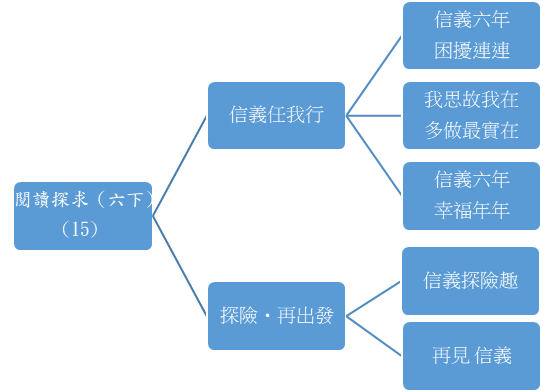 閱讀探求（六下）
（15）
信義任我行
信義六年
困擾連連
我思故我在
多做最實在
信義六年
幸福年年
探險・再出發
信義探險趣
再見 信義